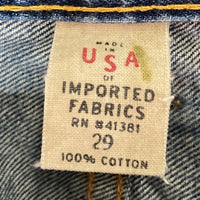 MADE
IN
USA
OF
IMPORTED
FABRICS
RN #41381
29
100% COTTON